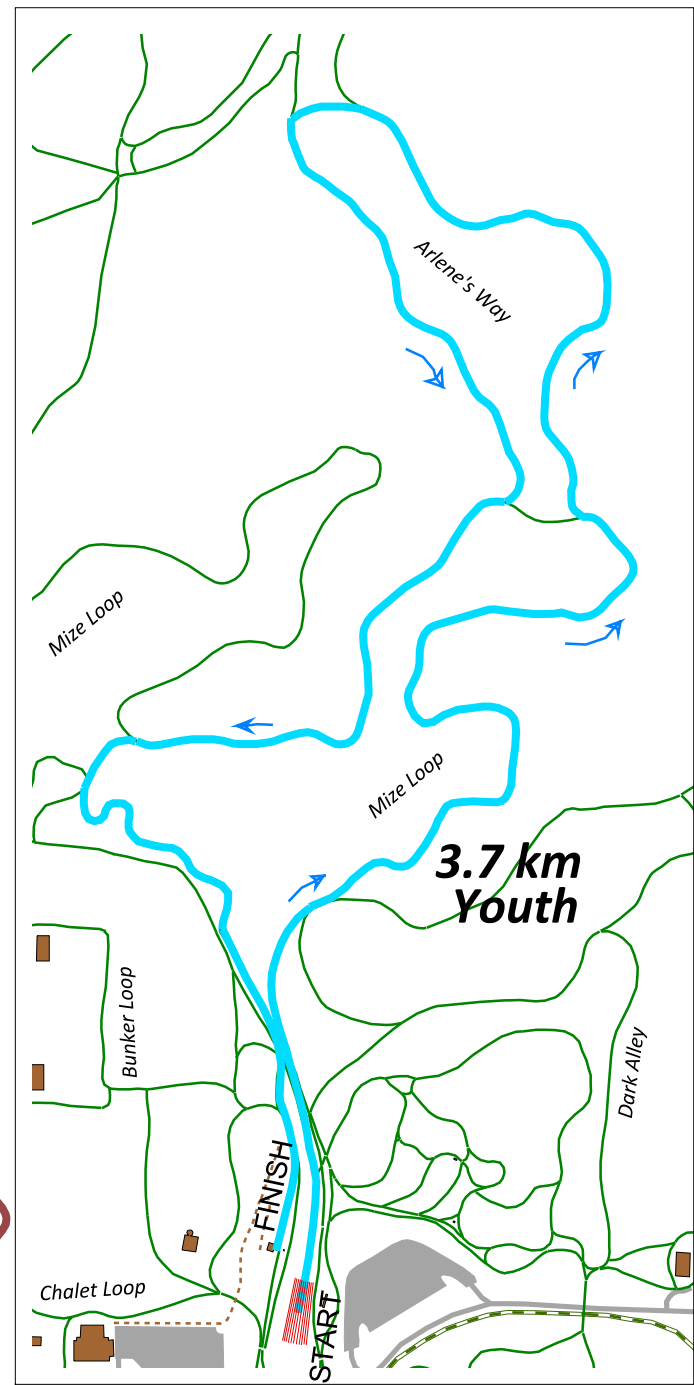 Arlene's Way
Mize Loop
Mize Loop
3.7 km
Youth
Bunker Loop
Dark Alley
FINISH
Chalet Loop
START